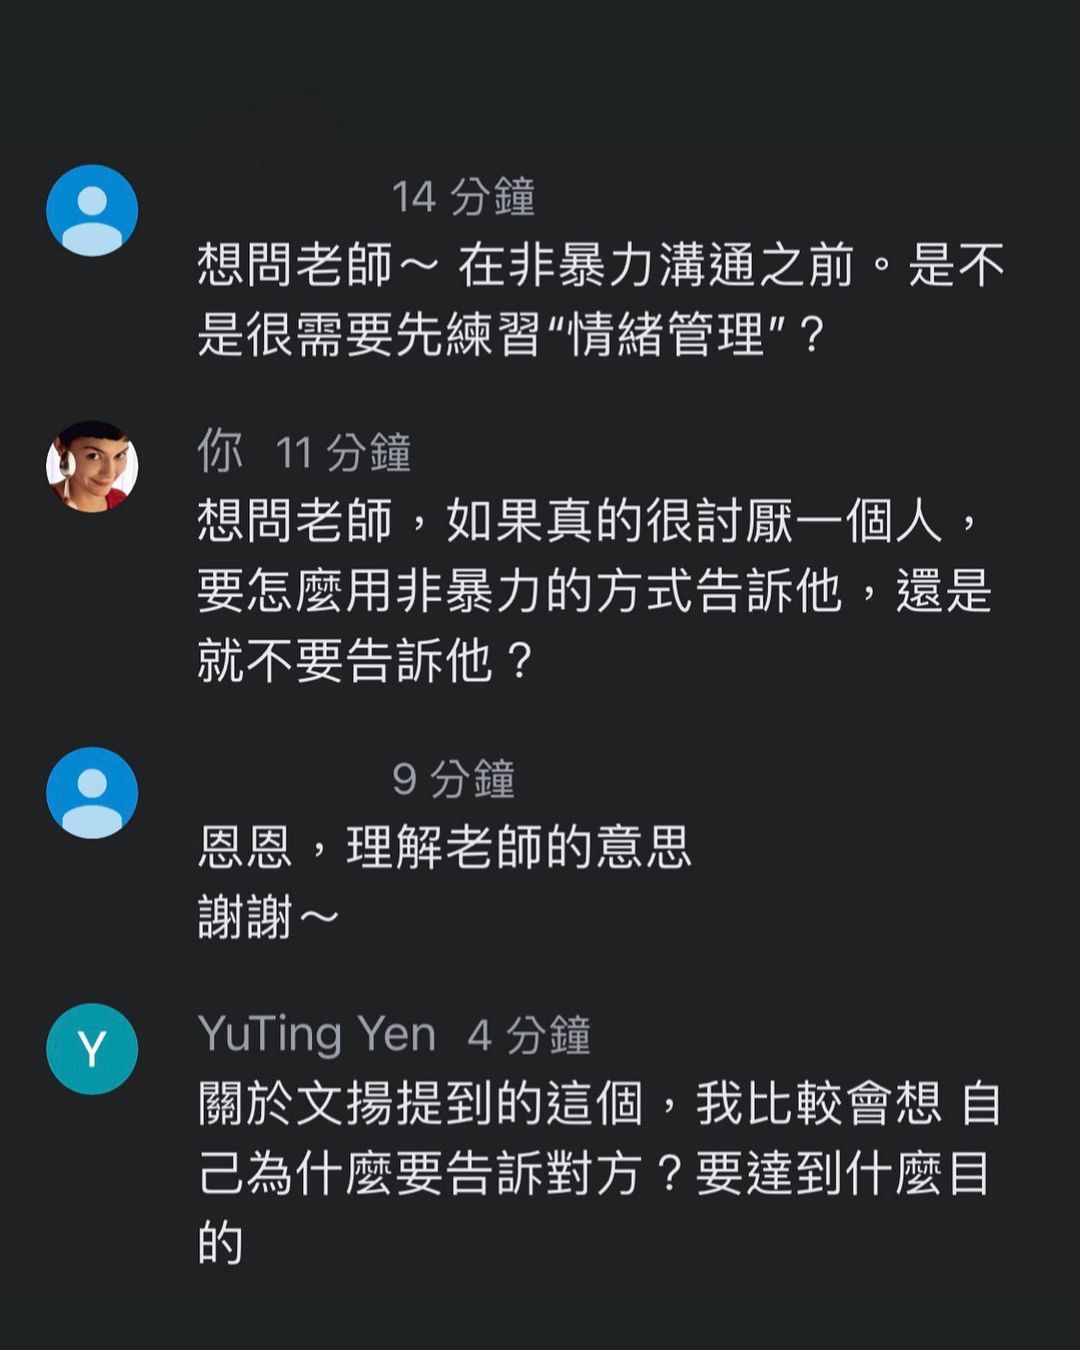 14 分鐘
想問老師～ 在非暴力溝通之前。是不
是很需要先練習“情緒管理”？
你 11 分鐘
想問老師，如果真的很討厭一個人，
要怎麼用非暴力的方式告訴他，還是
就不要告訴他？
9 分鐘
恩恩，理解老師的意思
謝謝～
YuTing Yen 4 分鐘
Y
關於文揚提到的這個，我比較會想 自
己為什麼要告訴對方？要達到什麼目
的